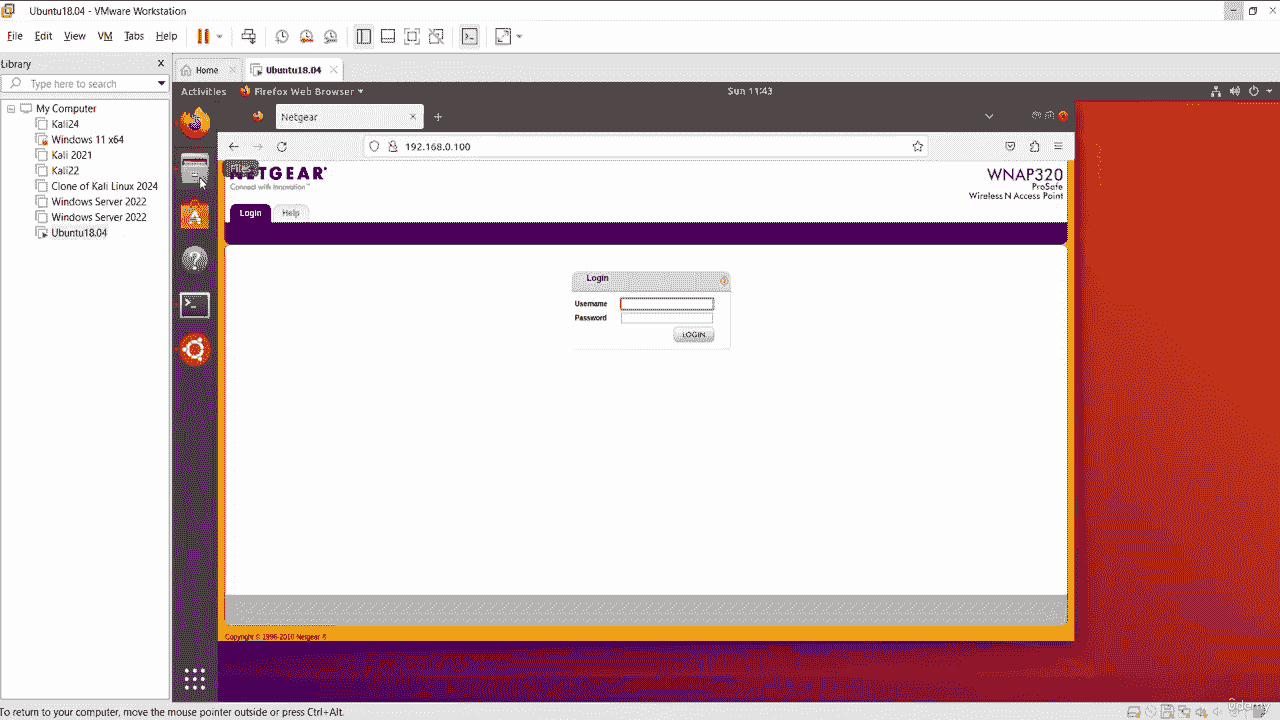 Ubuntu18.04 - VMware Workstation
File Edit View VM Tabs Help
Library
Type here to search
Home
Ubuntu18.04
My Computer
Kali24
Windows 11 x64
Kali 2021
Kali22
Clone of Kali Linux 2024
Windows Server 2022
Windows Server 2022
Ubuntu18.04
Activities
Firefox Web Browser
Sun 11:43
Netgear
192.168.0.100
NETGEAR®
Connect with Innovation™
WNAP320
ProSafe
Wireless N Access Point
Login
Help
Login
Username
Password
LOGIN
Copyright © 1996-2010 Netgear ®
To return to your computer, move the mouse pointer outside or press Ctrl+Alt.